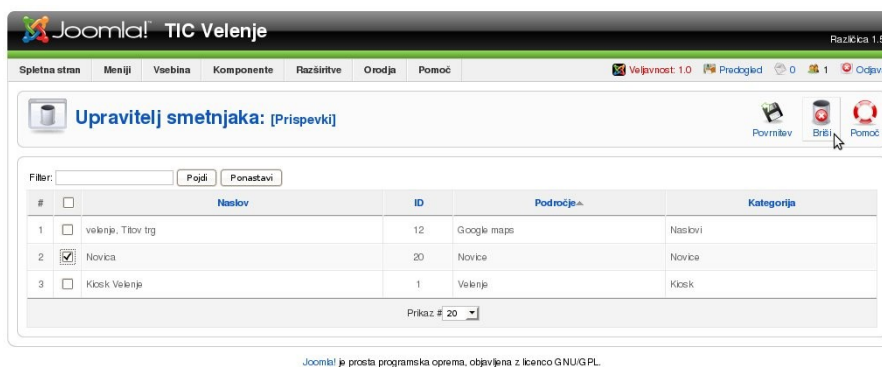 Joomla! TIC Velenje
Različica 1.5
Spletna stran Meniji Vsebina Komponente Razširitve Orodja Pomoč Veljavnost: 1.0 Predogled 0 1 Odjav
Upravitelj smetnjaka: [Prispevki]
Povrnitev Briši Pomoč
Filter: Pojdi Ponastavi
# Naslov ID Področje Kategorija
1 velenje, Titov trg 12 Google maps Naslovi
2 Novica 20 Novice Novice
3 Kiosk Velenje 1 Velenje Kiosk
Prikaz # 20
Joomla! je prosta programska oprema, objavljena z licenco GNU/GPL.